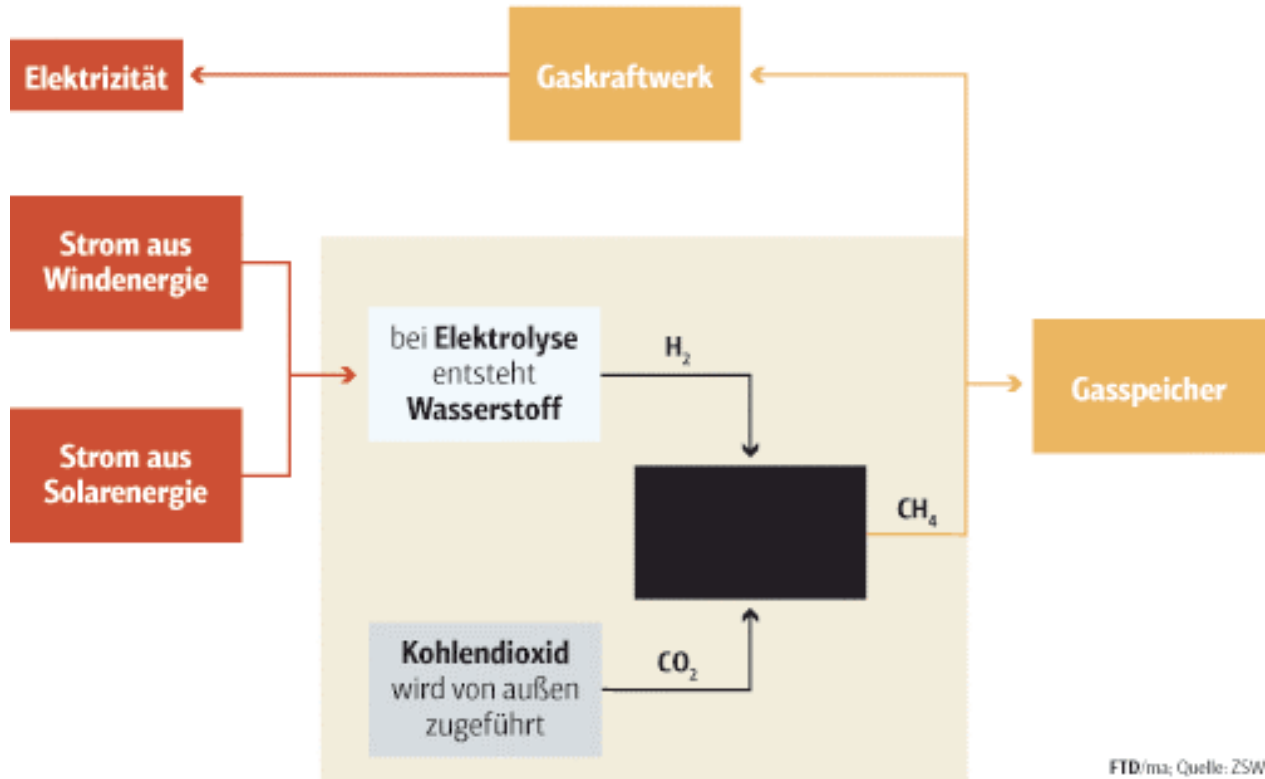 Elektrizität
Gaskraftwerk
Strom aus
Windenergie
bei Elektrolyse
entsteht
Wasserstoff
H₂
Gasspeicher
Strom aus
Solarenergie
CH₄
Kohlendioxid
wird von außen
zugeführt
CO₂
FTD/ma; Quelle: ZSW